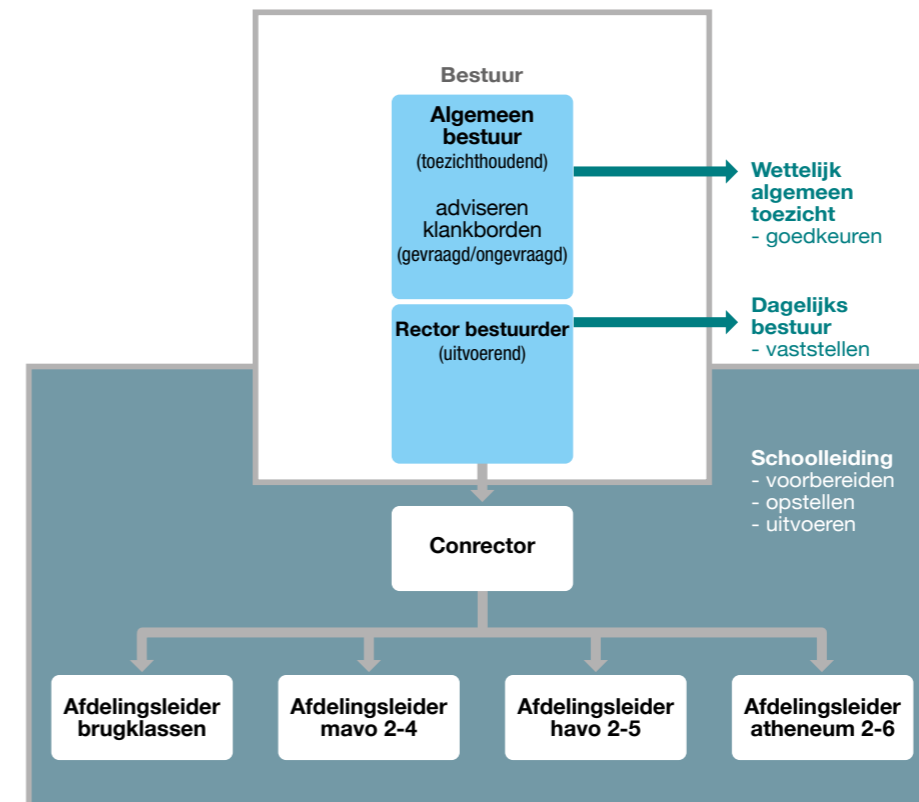 Bestuur
Algemeen
bestuur
(toezichthoudend)
adviseren
klankborden
(gevraagd/ongevraagd)
Wettelijk
algemeen
toezicht
- goedkeuren
Rector bestuurder
(uitvoerend)
Dagelijks
bestuur
- vaststellen
Schoolleiding
- voorbereiden
- opstellen
- uitvoeren
Conrector
Afdelingsleider
brugklassen
Afdelingsleider
mavo 2-4
Afdelingsleider
havo 2-5
Afdelingsleider
atheneum 2-6